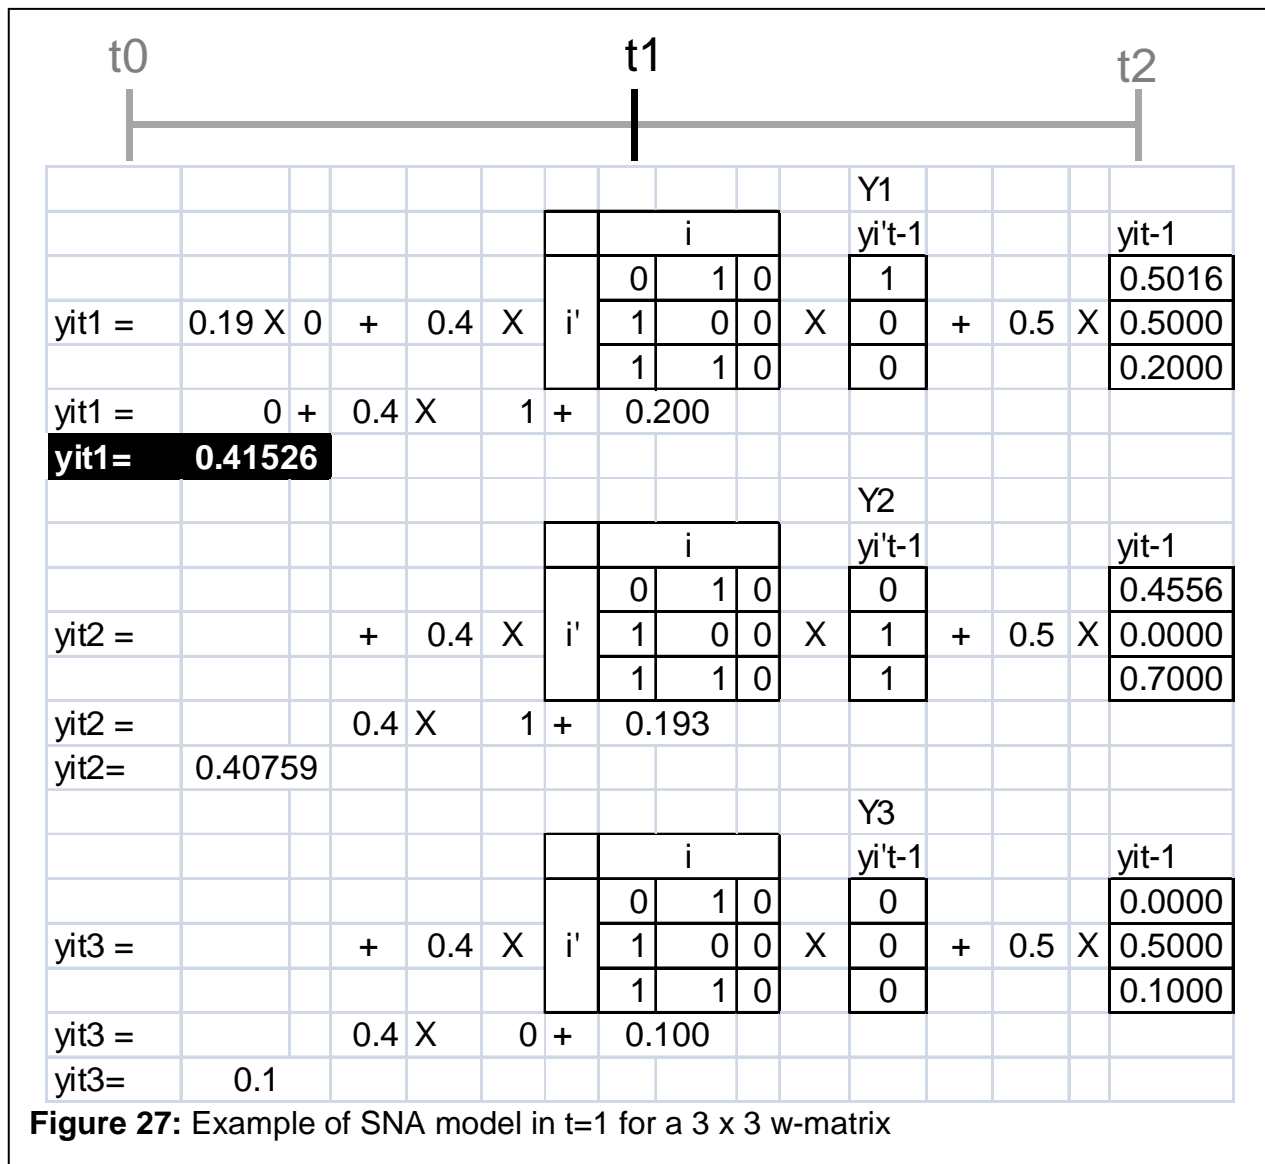 t0 t1 t2
Y1
i yi't-1 yit-1
0 1 0 1 0.5016
yit1 = 0.19 X 0 + 0.4 X i' 1 0 0 X 0 + 0.5 X 0.5000
1 1 0 0 0.2000
yit1 = 0 + 0.4 X 1 + 0.200
yit1= 0.41526
Y2
i yi't-1 yit-1
0 1 0 0 0.4556
yit2 = + 0.4 X i' 1 0 0 X 1 + 0.5 X 0.0000
1 1 0 1 0.7000
yit2 = 0.4 X 1 + 0.193
yit2= 0.40759
Y3
i yi't-1 yit-1
0 1 0 0 0.0000
yit3 = + 0.4 X i' 1 0 0 X 0 + 0.5 X 0.5000
1 1 0 0 0.1000
yit3 = 0.4 X 0 + 0.100
yit3= 0.1
Figure 27: Example of SNA model in t=1 for a 3 x 3 w-matrix